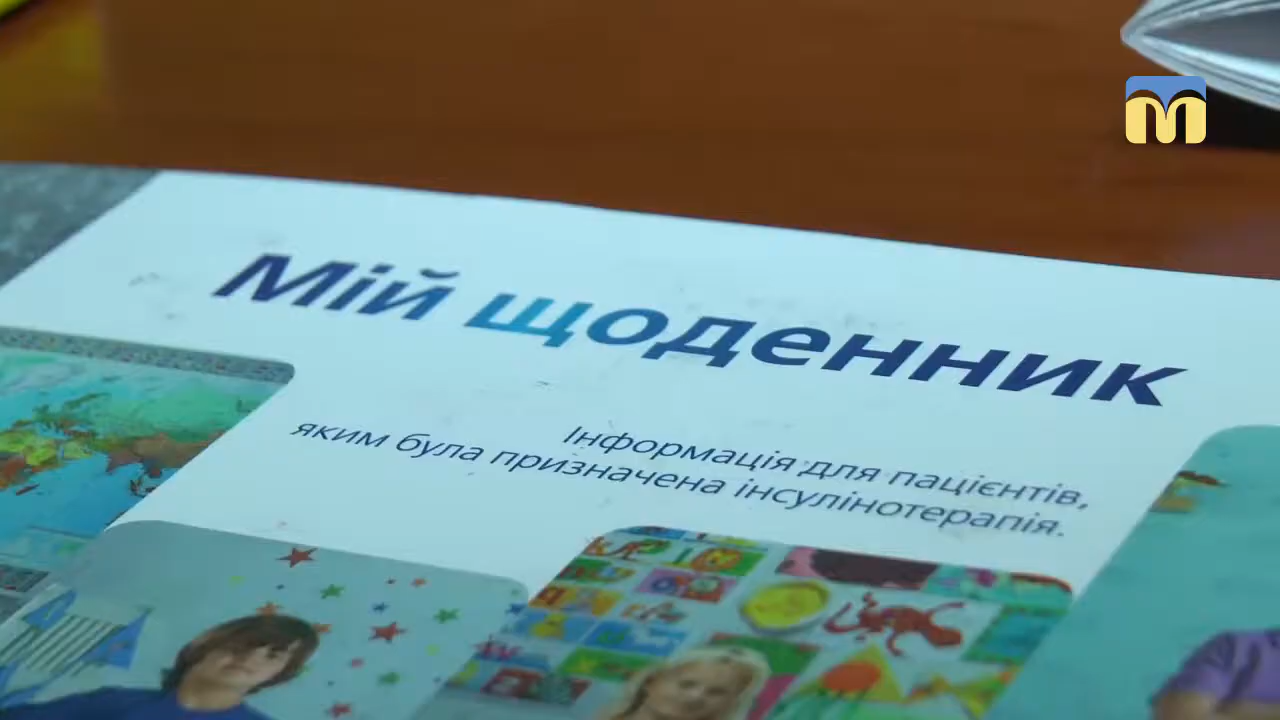 Мій щоденник
Інформація для пацієнтів,
яким була призначена інсулінотерапія.